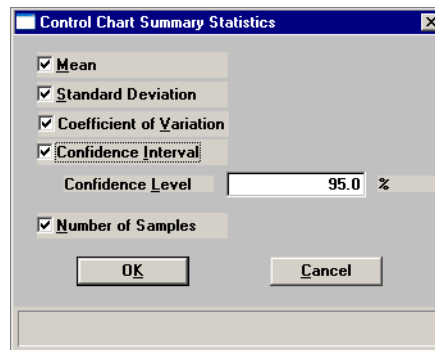 Control Chart Summary Statistics
Mean
Standard Deviation
Coefficient of Variation
Confidence Interval
Confidence Level 95.0 %
Number of Samples
OK Cancel